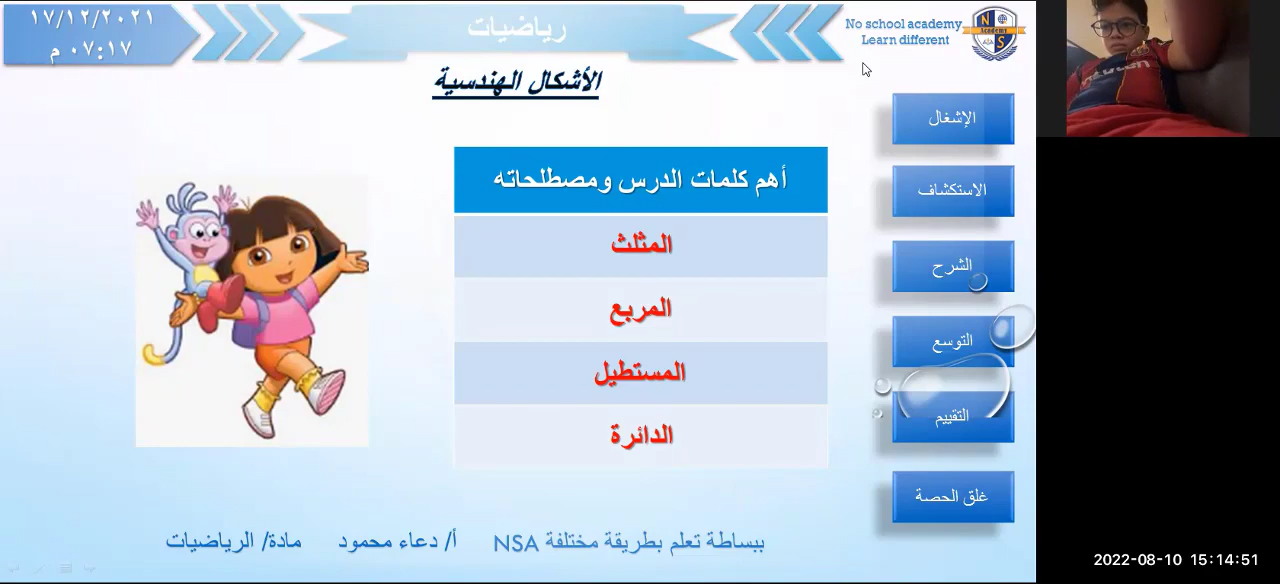 ١٧/١٢/٢٠٢١
٠٧:١٧ م
رياضيات
No school academy
Learn different
N
Academy
S
الأشكال الهندسية
أهم كلمات الدرس ومصطلحاته
المثلث
المربع
المستطيل
الدائرة
الإشغال
الاستكشاف
الشرح
التوسع
التقييم
غلق الحصة
ببساطة تعلم بطريقة مختلفة NSA أ/ دعاء محمود مادة/ الرياضيات
2022-08-10 15:14:51